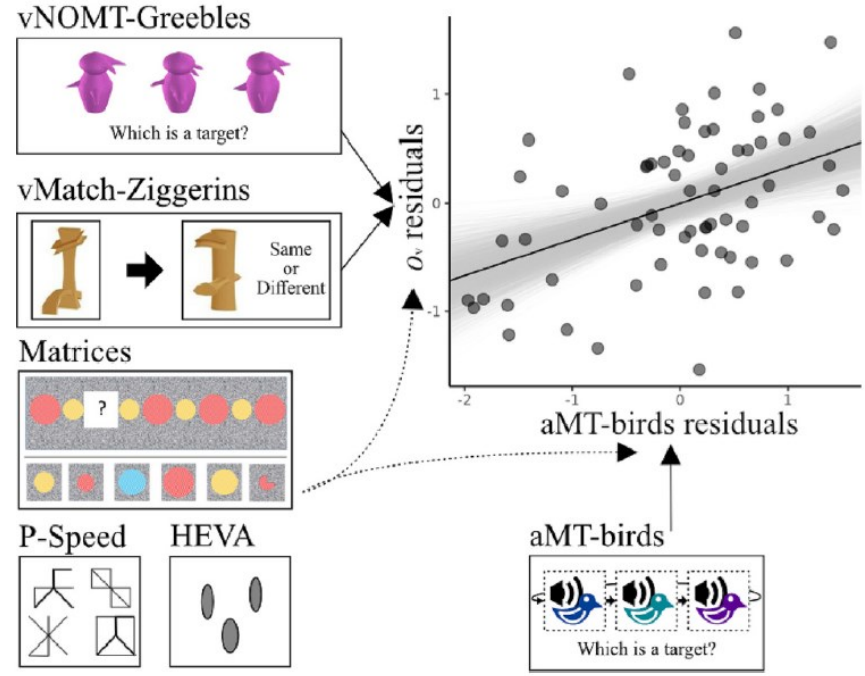 vNOMT-Greebles
Which is a target?
vMatch-Ziggerins
Same
or
Different
Matrices
?
P-Speed
HEVA
1
0
-1
oᵥ residuals
-2
-1
0
1
aMT-birds residuals
aMT-birds
Which is a target?